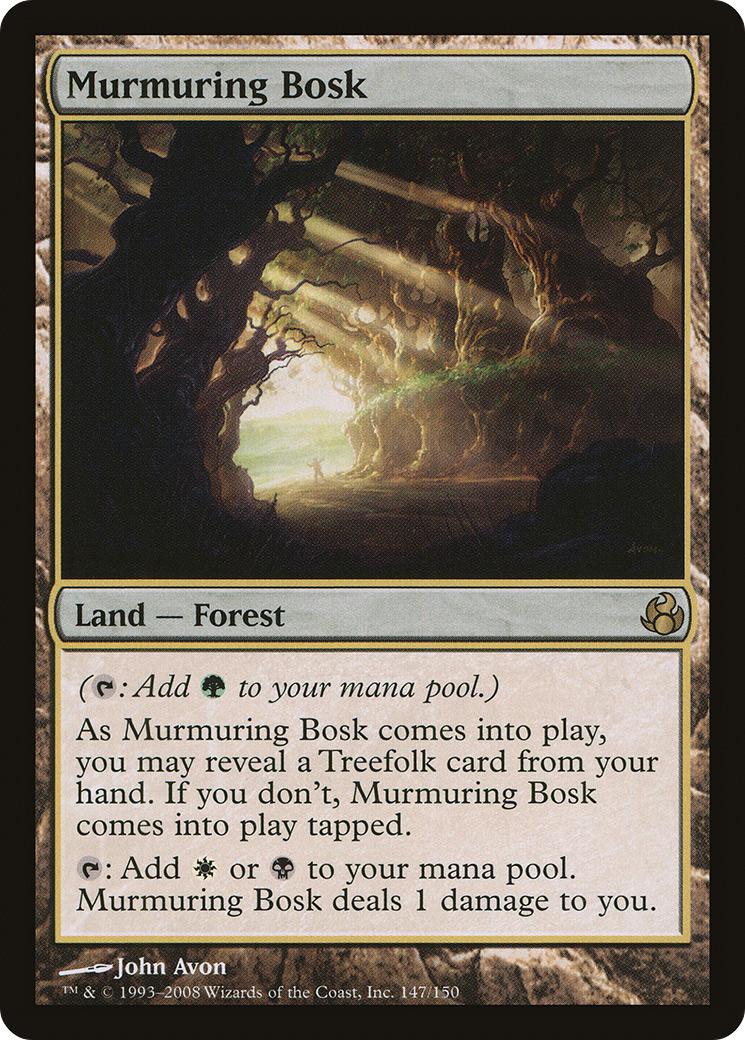 Murmuring Bosk
AVON
Land — Forest
(: Add to your mana pool.)
As Murmuring Bosk comes into play,
you may reveal a Treefolk card from your
hand. If you don't, Murmuring Bosk
comes into play tapped.
: Add or to your mana pool.
Murmuring Bosk deals 1 damage to you.
John Avon
™ & © 1993–2008 Wizards of the Coast, Inc. 147/150